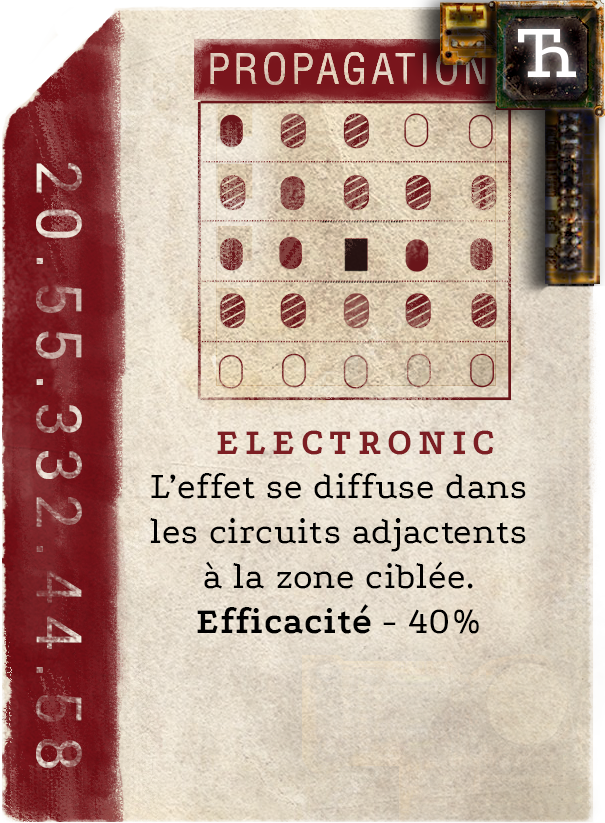 PROPAGATION
Ћ
20.55.332.44.58
ELECTRONIC
L'effet se diffuse dans
les circuits adjactents
à la zone ciblée.
Efficacité - 40%